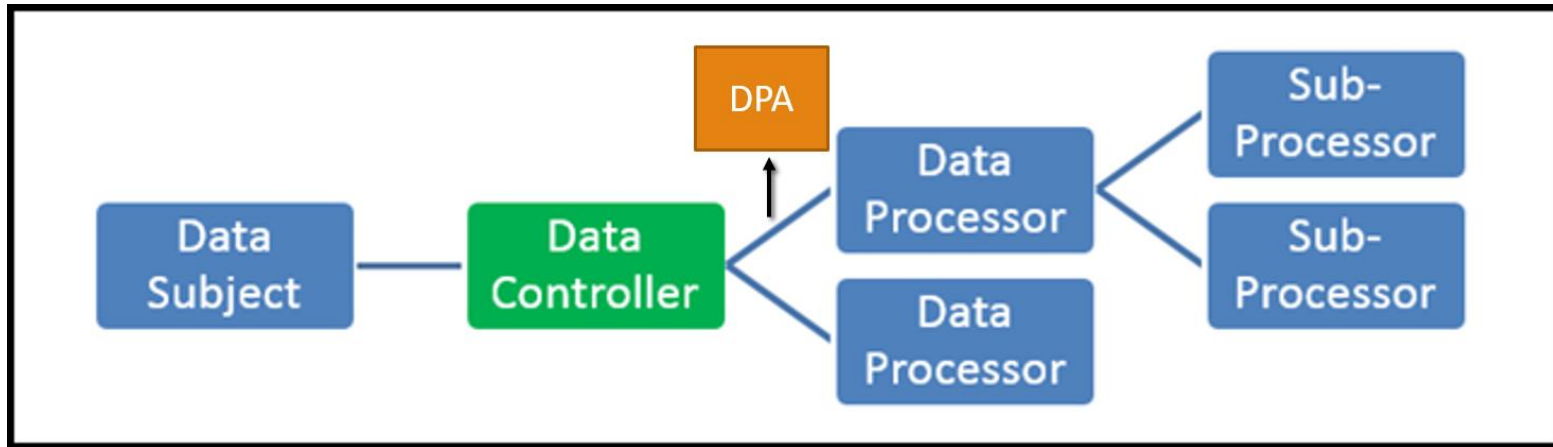 Data
Subject
Data
Controller
DPA
Data
Processor
Data
Processor
Sub-
Processor
Sub-
Processor